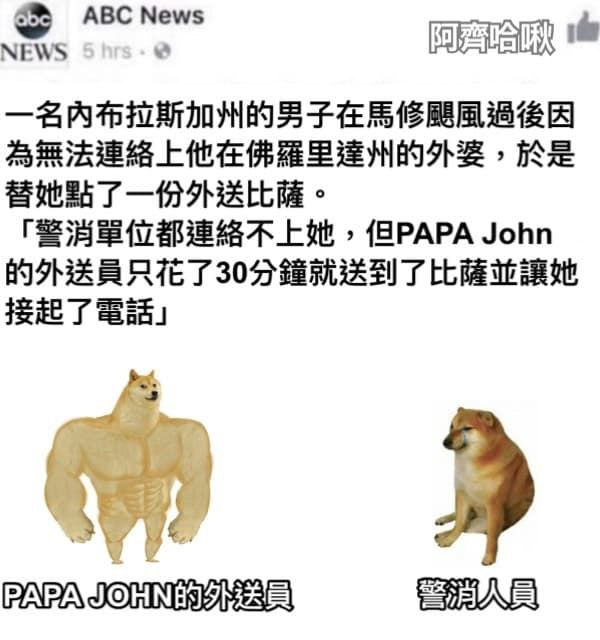 abc
NEWS
ABC News
5 hrs ·
阿齊哈啾
一名內布拉斯加州的男子在馬修颶風過後因
為無法連絡上他在佛羅里達州的外婆，於是
替她點了一份外送比薩。
「警消單位都連絡不上她，但PAPA John
的外送員只花了30分鐘就送到了比薩並讓她
接起了電話」
PAPA JOHN的外送員
警消人員